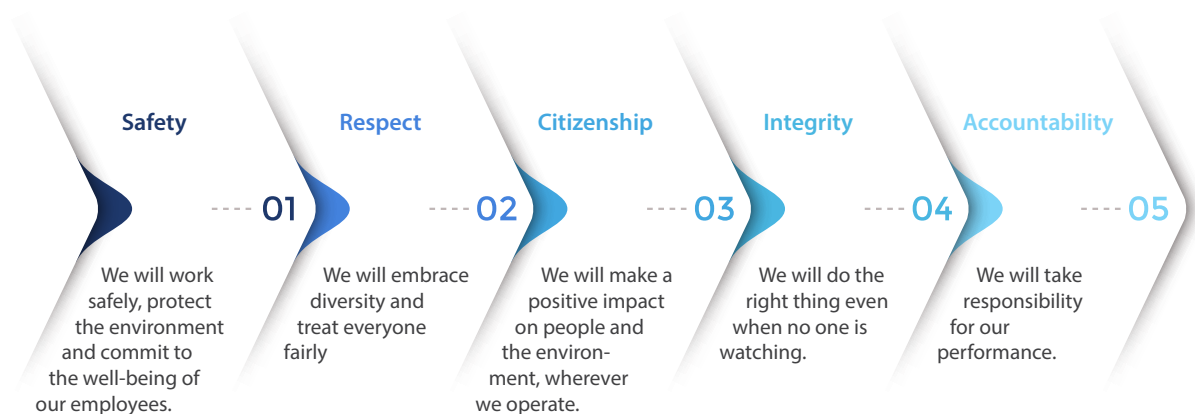 Safety
01
We will work
safely, protect
the environment
and commit to
the well-being of
our employees.
Respect
02
We will embrace
diversity and
treat everyone
fairly
Citizenship
03
We will make a
positive impact
on people and
the environ-
ment, wherever
we operate.
Integrity
04
We will do the
right thing even
when no one is
watching.
Accountability
05
We will take
responsibility
for our
performance.